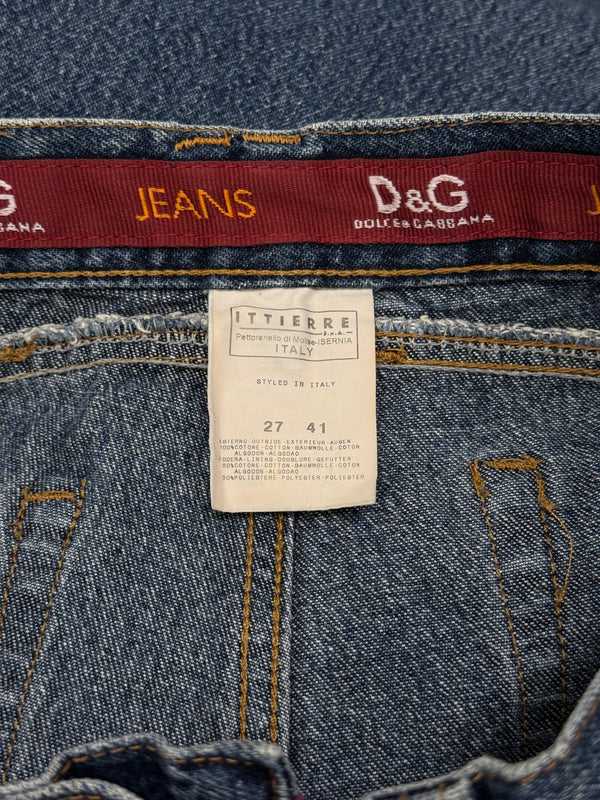 G JEANS D&G J
GABBANA DOLCE & GABBANA
ITTIERRE
S.p.A.
Pettoranello di Molise-ISERNIA
ITALY
STYLED IN ITALY
27 41
ESTERNO-OUTSIDE-EXTERIEUR-AUßER
100%COTONE-COTTON-BAUMWOLLE-COTON
ALGODON-ALGODAO
FODERA-LINING-DOUBLURE-GEFUTTER
50%COTONE-COTTON-BAUMWOLLE-COTON
ALGODON-ALGODAO
50%POLIESTERE-POLYESTER-POLIESTER